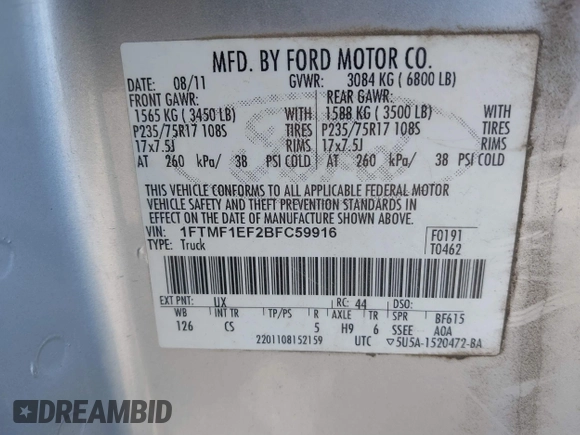 MFD. BY FORD MOTOR CO.
DATE: 08/11 GVWR: 3084 KG ( 6800 LB)
FRONT GAWR: REAR GAWR:
1565 KG ( 3450 LB) WITH 1588 KG ( 3500 LB) WITH
P235/75R17 108S TIRES P235/75R17 108S TIRES
17x7.5J RIMS 17x7.5J RIMS
AT 260 kPa/ 38 PSI COLD AT 260 kPa/ 38 PSI COLD
THIS VEHICLE CONFORMS TO ALL APPLICABLE FEDERAL MOTOR
VEHICLE SAFETY AND THEFT PREVENTION STANDARDS IN
EFFECT ON THE DATE OF MANUFACTURE SHOWN ABOVE.
VIN: 1FTMF1EF2BFC59916 F0191
TYPE: Truck T0462
EXT PNT: UX RC: 44 DSO:
WB INT TR TP/PS R AXLE TR SPR BF615
126 CS 5 H9 6 SSEE AOA
2201108152159 UTC ▽5U5A-1520472-BA
DREAMBID